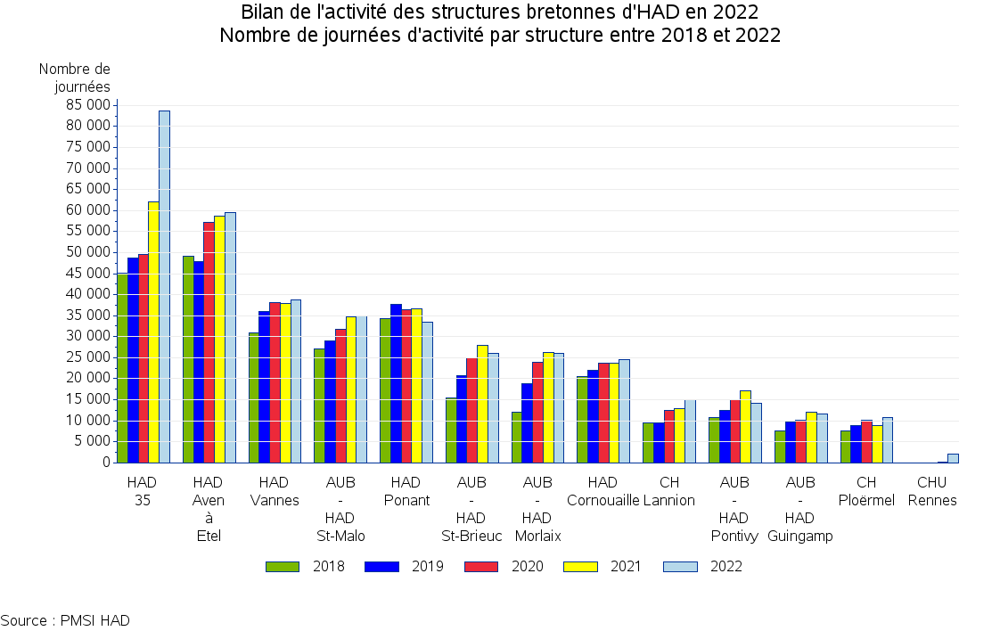 Bilan de l'activité des structures bretonnes d'HAD en 2022
Nombre de journées d'activité par structure entre 2018 et 2022
Nombre de
journées
85 000
80 000
75 000
70 000
65 000
60 000
55 000
50 000
45 000
40 000
35 000
30 000
25 000
20 000
15 000
10 000
5 000
0
HAD
35
HAD
Aven
à
Etel
HAD
Vannes
AUB
-
HAD
St-Malo
HAD
Ponant
AUB
-
HAD
St-Brieuc
AUB
-
HAD
Morlaix
HAD
Cornouaille
CH
Lannion
AUB
-
HAD
Pontivy
AUB
-
HAD
Guingamp
CH
Ploërmel
CHU
Rennes
2018 2019 2020 2021 2022
Source : PMSI HAD